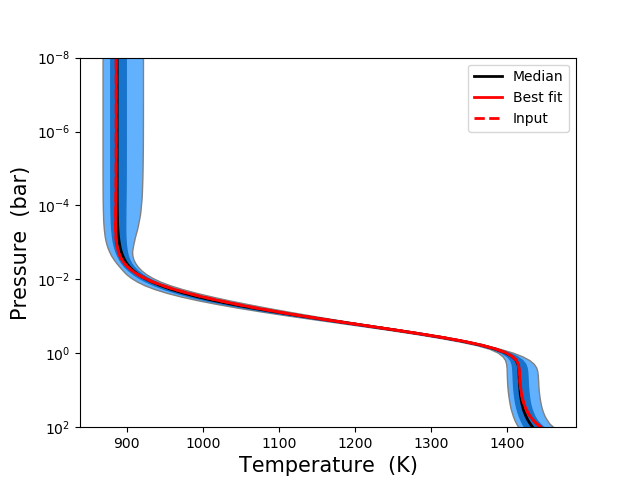 Median
Best fit
Input
10⁻⁸
10⁻⁶
10⁻⁴
10⁻²
10⁰
10²
Pressure (bar)
900 1000 1100 1200 1300 1400
Temperature (K)